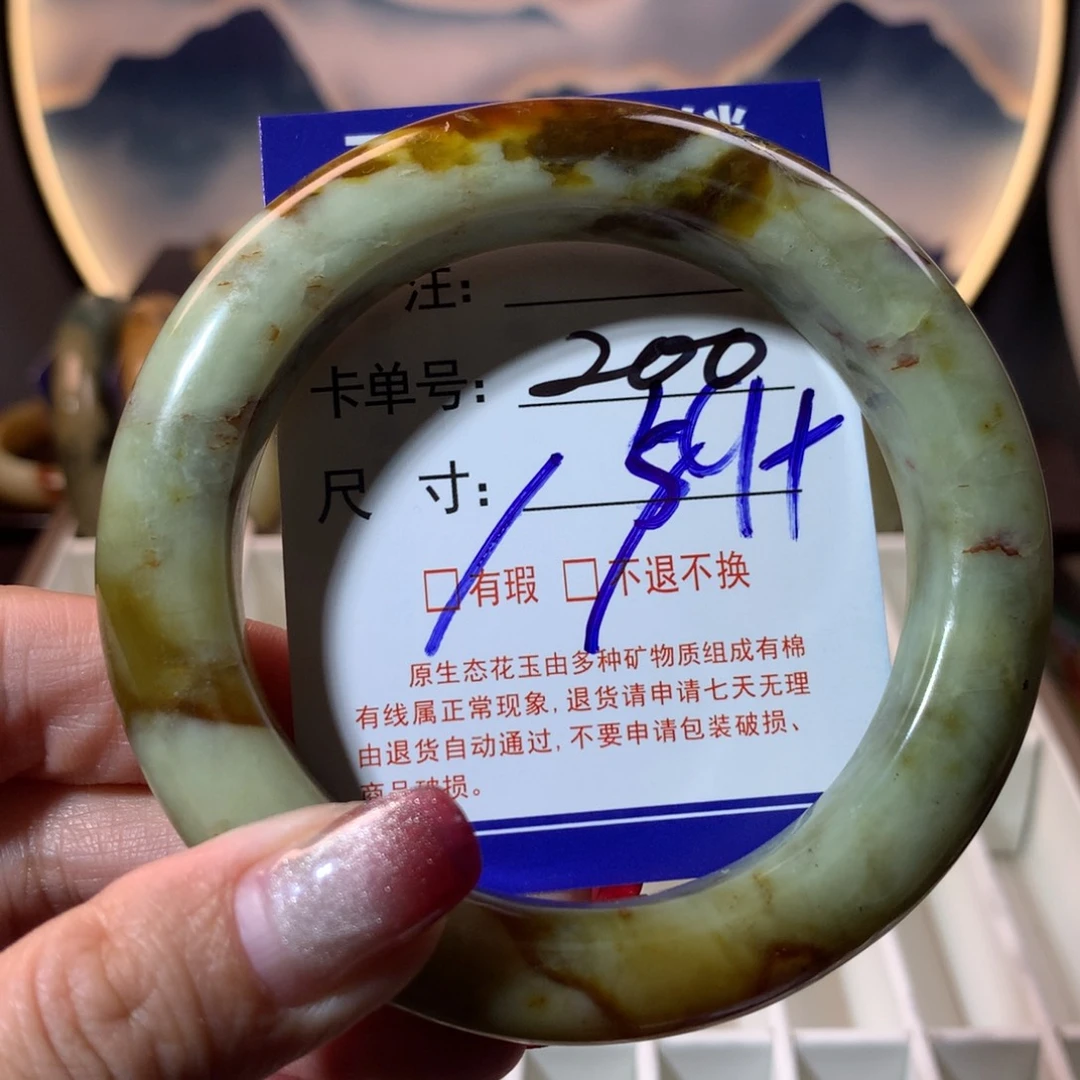 注:
卡单号: 200
尺 寸:
□有瑕 □不退不换
原生态花玉由多种矿物质组成有棉
有线属正常现象, 退货请申请七天无理
由退货自动通过, 不要申请包装破损、
商品破损。